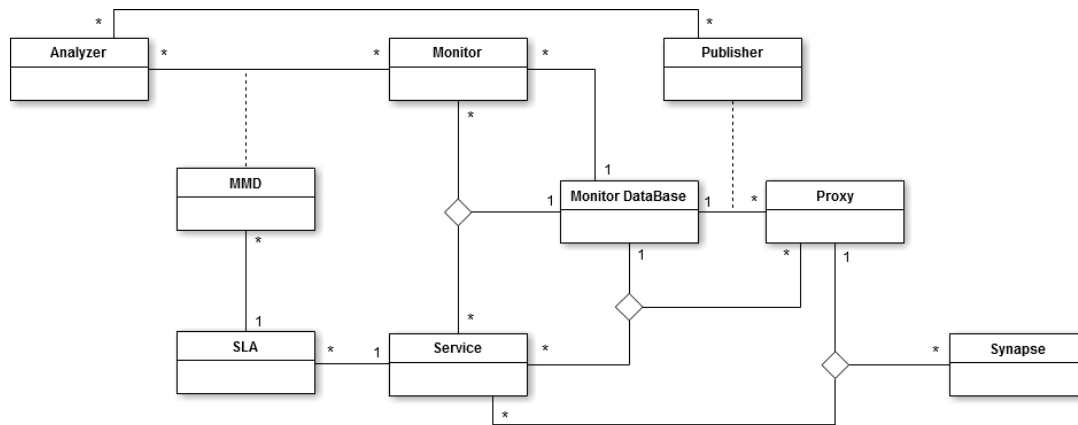 * *
Analyzer * * Monitor * Publisher
* 1
MMD Monitor DataBase Proxy
1 1 *
* 1 * 1
1 *
SLA * 1 Service * * Synapse
*